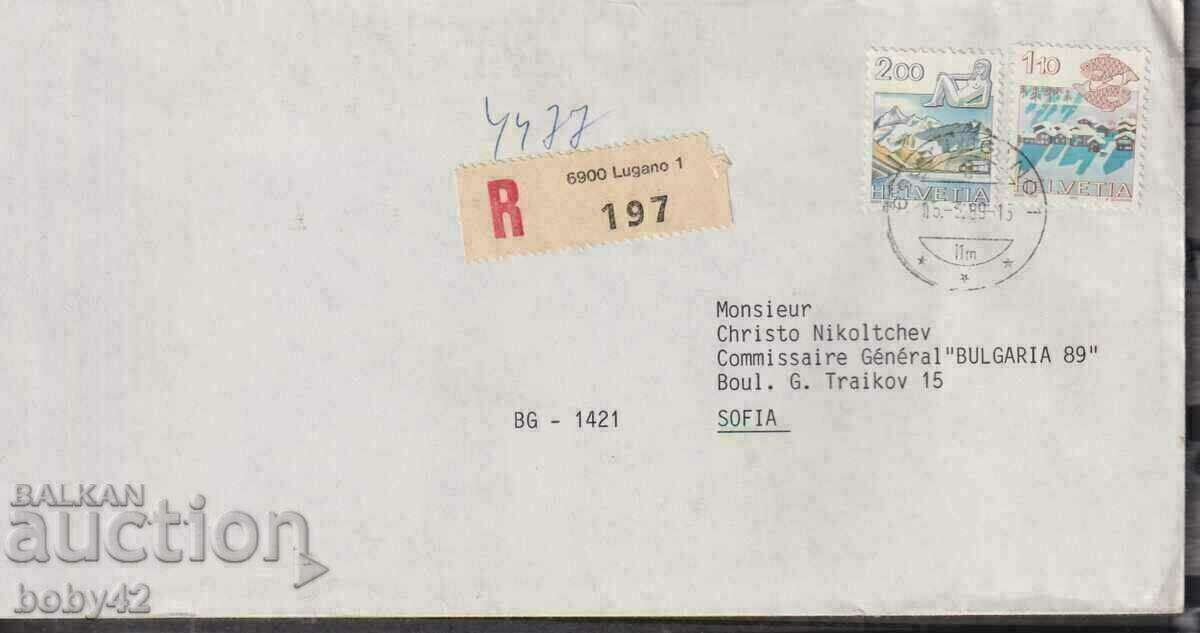 2.00
1.10
HELVETIA
HELVETIA
4477
R
6900 Lugano 1
197
11m
Monsieur
Christo Nikoltchev
Commissaire Général"BULGARIA 89"
Boul. G. Traikov 15
BG - 1421 SOFIA
BALKAN
auction
boby42